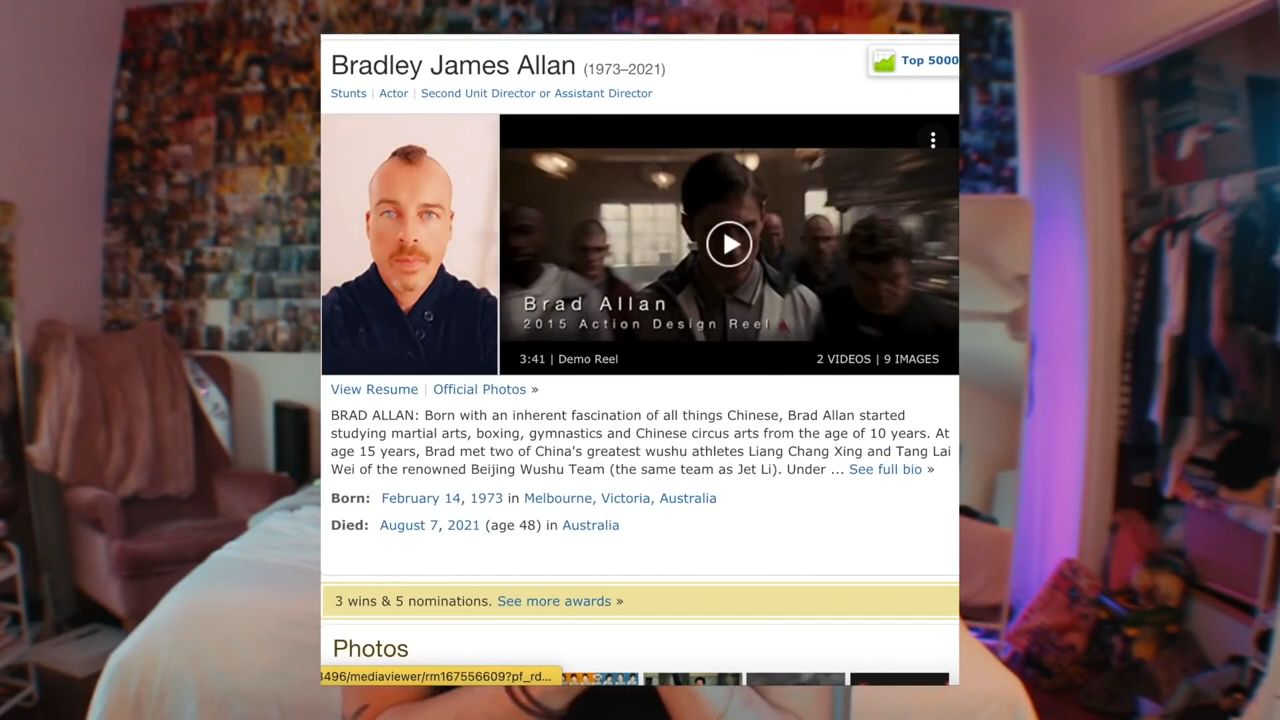 Bradley James Allan (1973–2021)
Top 5000
Stunts | Actor | Second Unit Director or Assistant Director
Brad Allan
2015 Action Design Reel
3:41 | Demo Reel
2 VIDEOS | 9 IMAGES
View Resume | Official Photos »
BRAD ALLAN: Born with an inherent fascination of all things Chinese, Brad Allan started
studying martial arts, boxing, gymnastics and Chinese circus arts from the age of 10 years. At
age 15 years, Brad met two of China's greatest wushu athletes Liang Chang Xing and Tang Lai
Wei of the renowned Beijing Wushu Team (the same team as Jet Li). Under ... See full bio »
Born: February 14, 1973 in Melbourne, Victoria, Australia
Died: August 7, 2021 (age 48) in Australia
3 wins & 5 nominations. See more awards »
Photos
3496/mediaviewer/rm167556609?pf_rd...